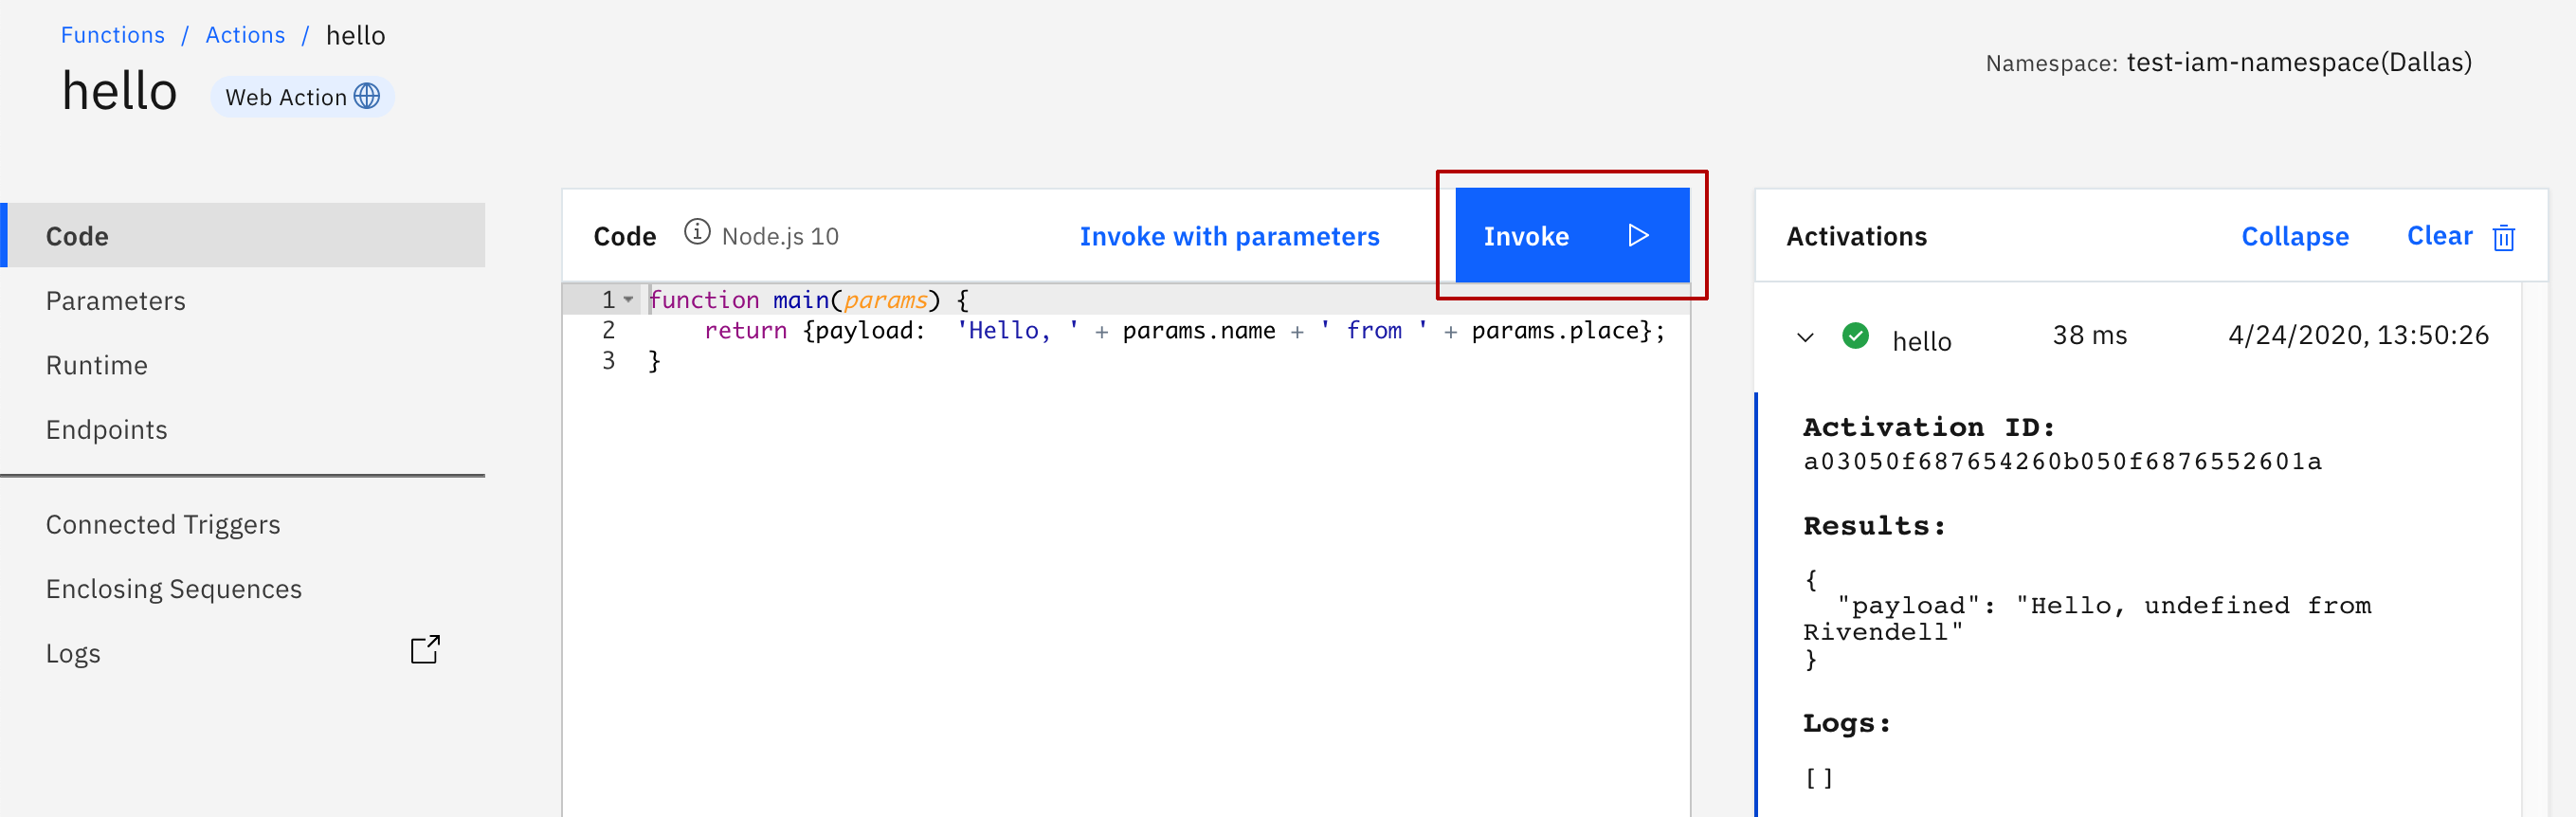 Functions / Actions / hello
hello Web Action
Namespace: test-iam-namespace(Dallas)
Code
Parameters
Runtime
Endpoints
Connected Triggers
Enclosing Sequences
Logs
Code Node.js 10 Invoke with parameters Invoke
1 function main(params) {
2 return {payload: 'Hello, ' + params.name + ' from ' + params.place};
3 }
Activations Collapse Clear
hello 38 ms 4/24/2020, 13:50:26
Activation ID:
a03050f687654260b050f6876552601a
Results:
{
"payload": "Hello, undefined from
Rivendell"
}
Logs:
[]